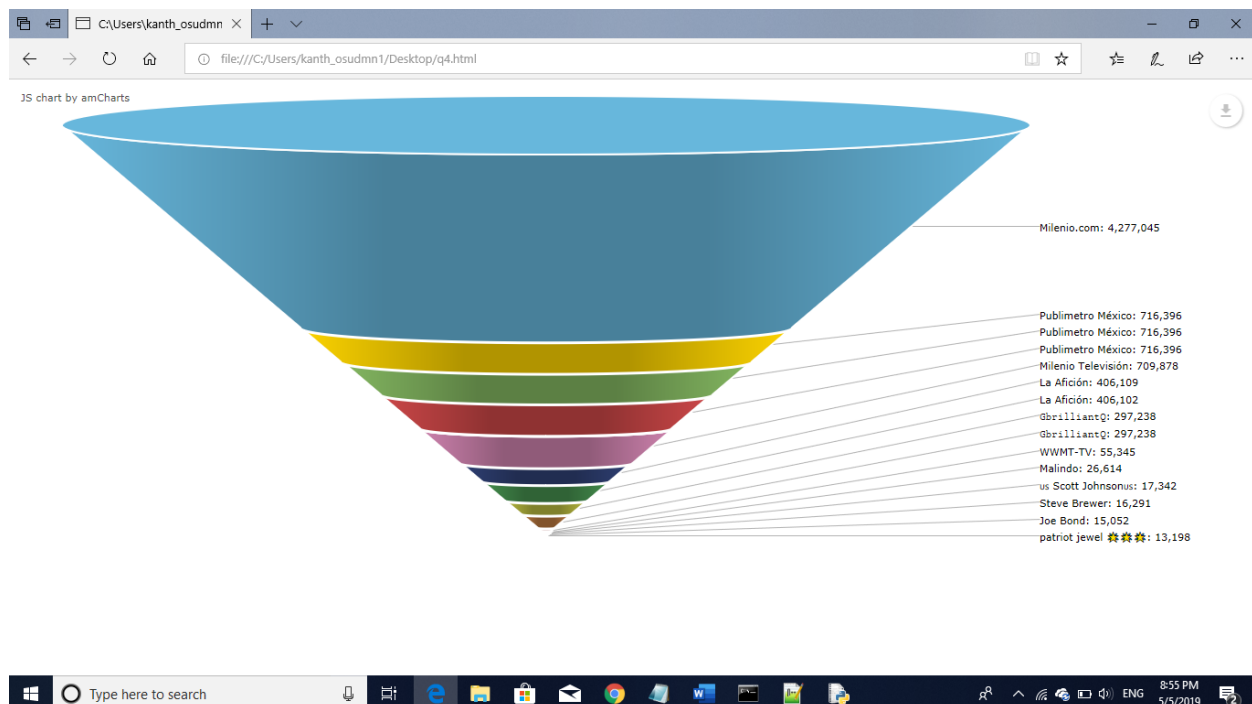 C:\Users\kanth_osudmn
file:///C:/Users/kanth_osudmn1/Desktop/q4.html
JS chart by amCharts
Milenio.com: 4,277,045
Publimetro México: 716,396
Publimetro México: 716,396
Publimetro México: 716,396
Milenio Televisión: 709,878
La Afición: 406,109
La Afición: 406,102
GbrilliantQ: 297,238
GbrilliantQ: 297,238
WWMT-TV: 55,345
Malindo: 26,614
us Scott Johnsonus: 17,342
Steve Brewer: 16,291
Joe Bond: 15,052
patriot jewel 💥💥💥: 13,198
Type here to search
ENG
8:55 PM
5/5/2019
2